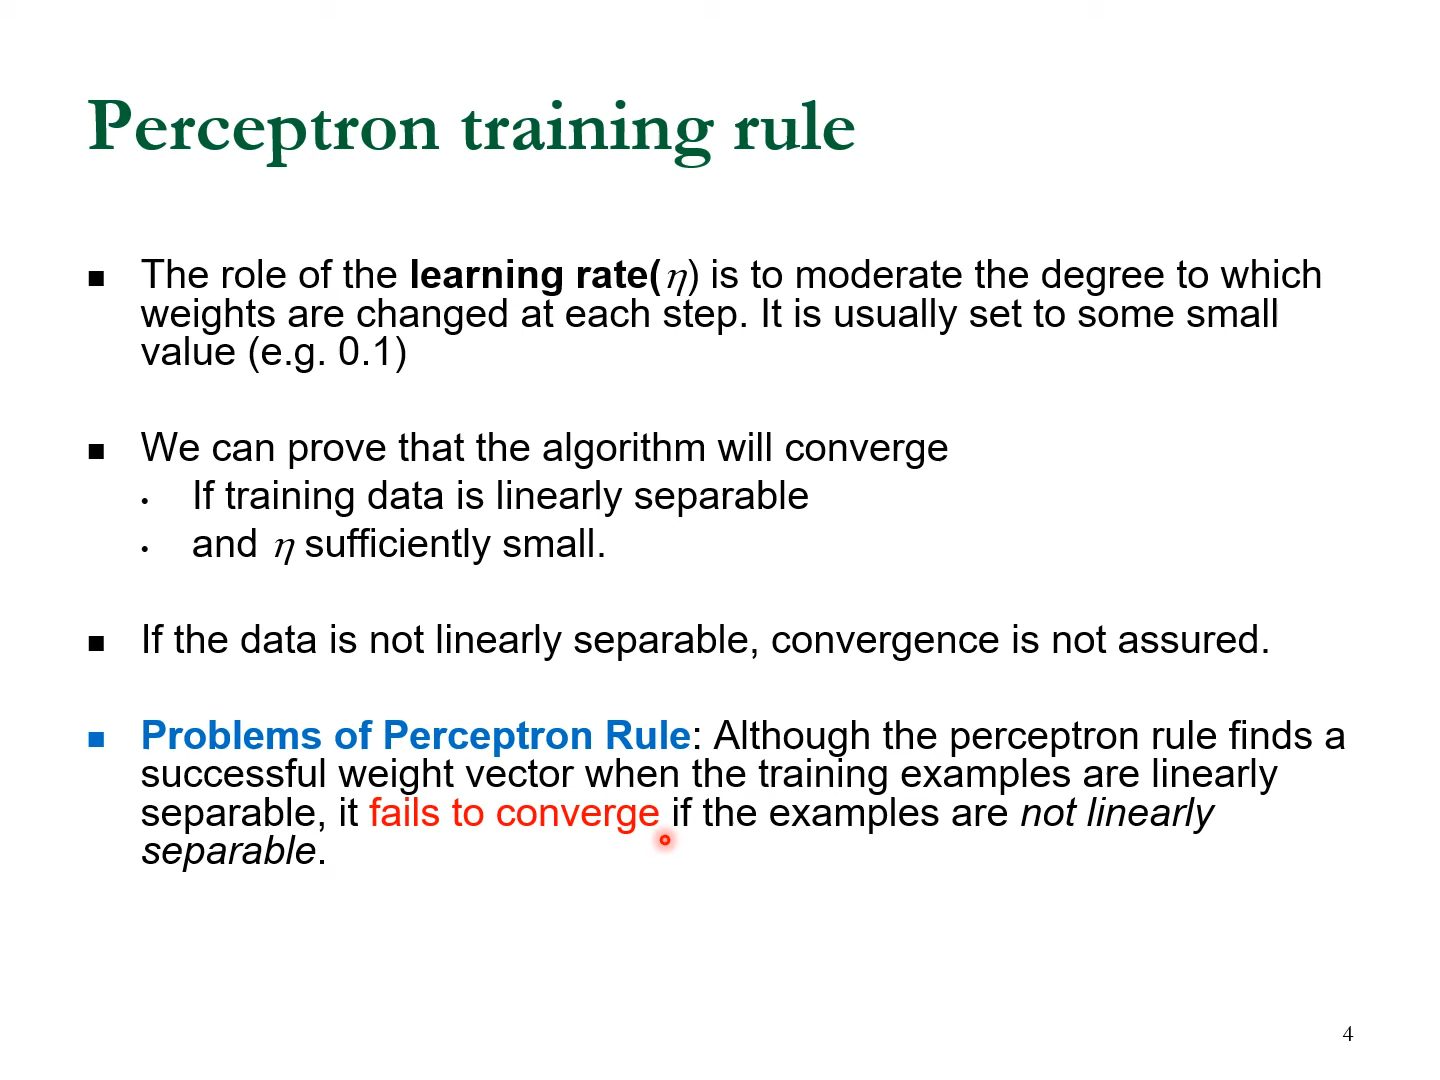 Perceptron training rule
■ The role of the learning rate(η) is to moderate the degree to which
weights are changed at each step. It is usually set to some small
value (e.g. 0.1)
■ We can prove that the algorithm will converge
• If training data is linearly separable
• and η sufficiently small.
■ If the data is not linearly separable, convergence is not assured.
■ Problems of Perceptron Rule: Although the perceptron rule finds a
successful weight vector when the training examples are linearly
separable, it fails to converge if the examples are not linearly
separable.
4